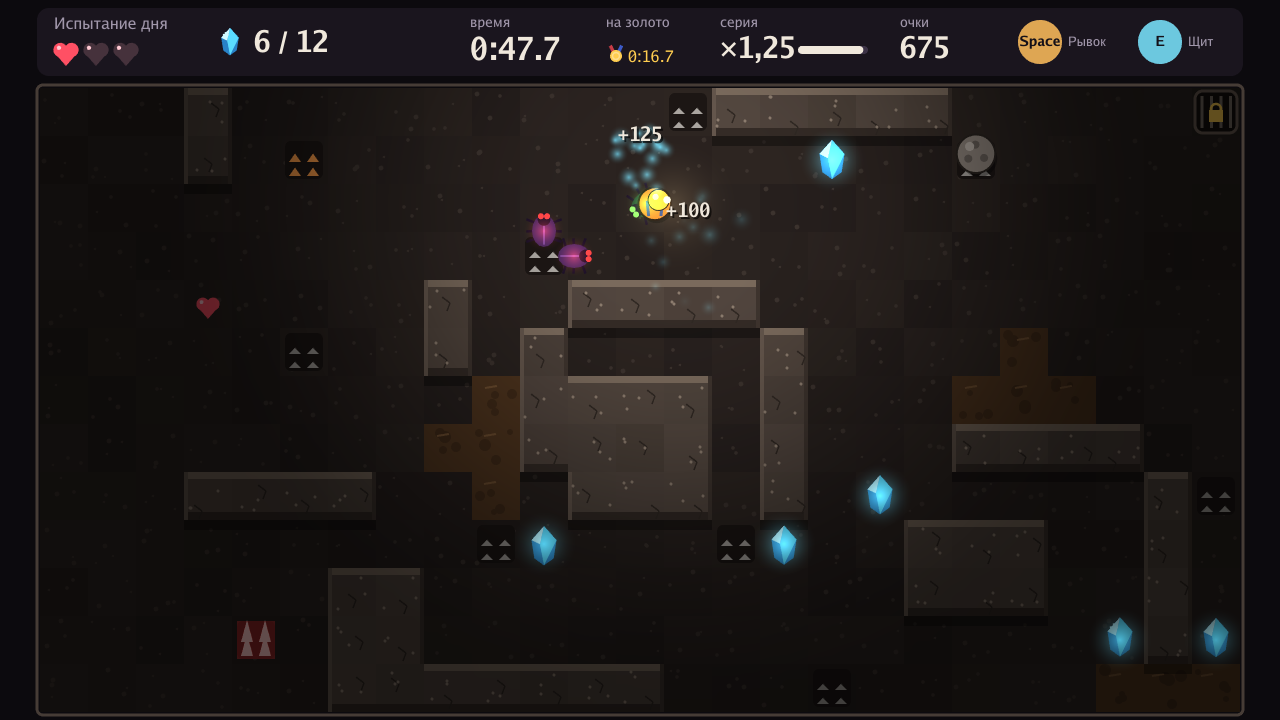 Испытание дня
6 / 12
время
0:47.7
на золото
0:16.7
серия
×1,25
очки
675
Space
Рывок
E
Щит
+125
+100